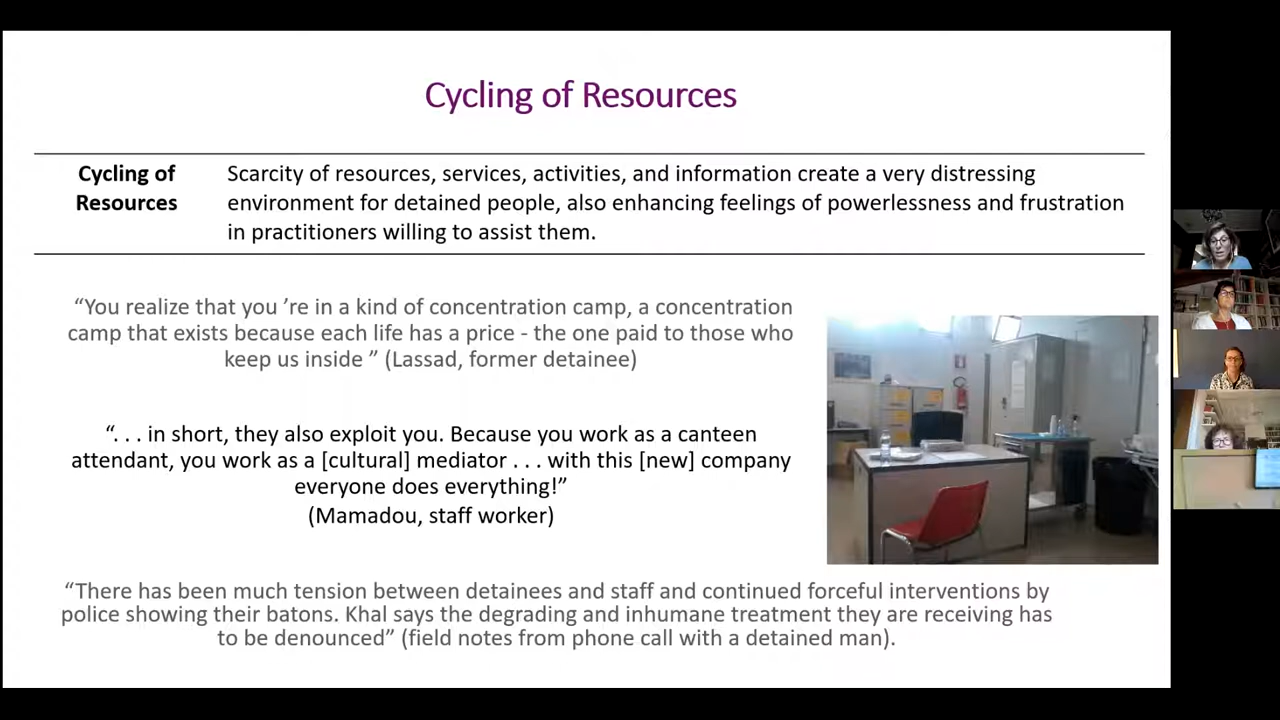 Cycling of Resources
Cycling of
Resources
Scarcity of resources, services, activities, and information create a very distressing
environment for detained people, also enhancing feelings of powerlessness and frustration
in practitioners willing to assist them.
“You realize that you ’re in a kind of concentration camp, a concentration
camp that exists because each life has a price - the one paid to those who
keep us inside ” (Lassad, former detainee)
“. . . in short, they also exploit you. Because you work as a canteen
attendant, you work as a [cultural] mediator . . . with this [new] company
everyone does everything!”
(Mamadou, staff worker)
“There has been much tension between detainees and staff and continued forceful interventions by
police showing their batons. Khal says the degrading and inhumane treatment they are receiving has
to be denounced” (field notes from phone call with a detained man).